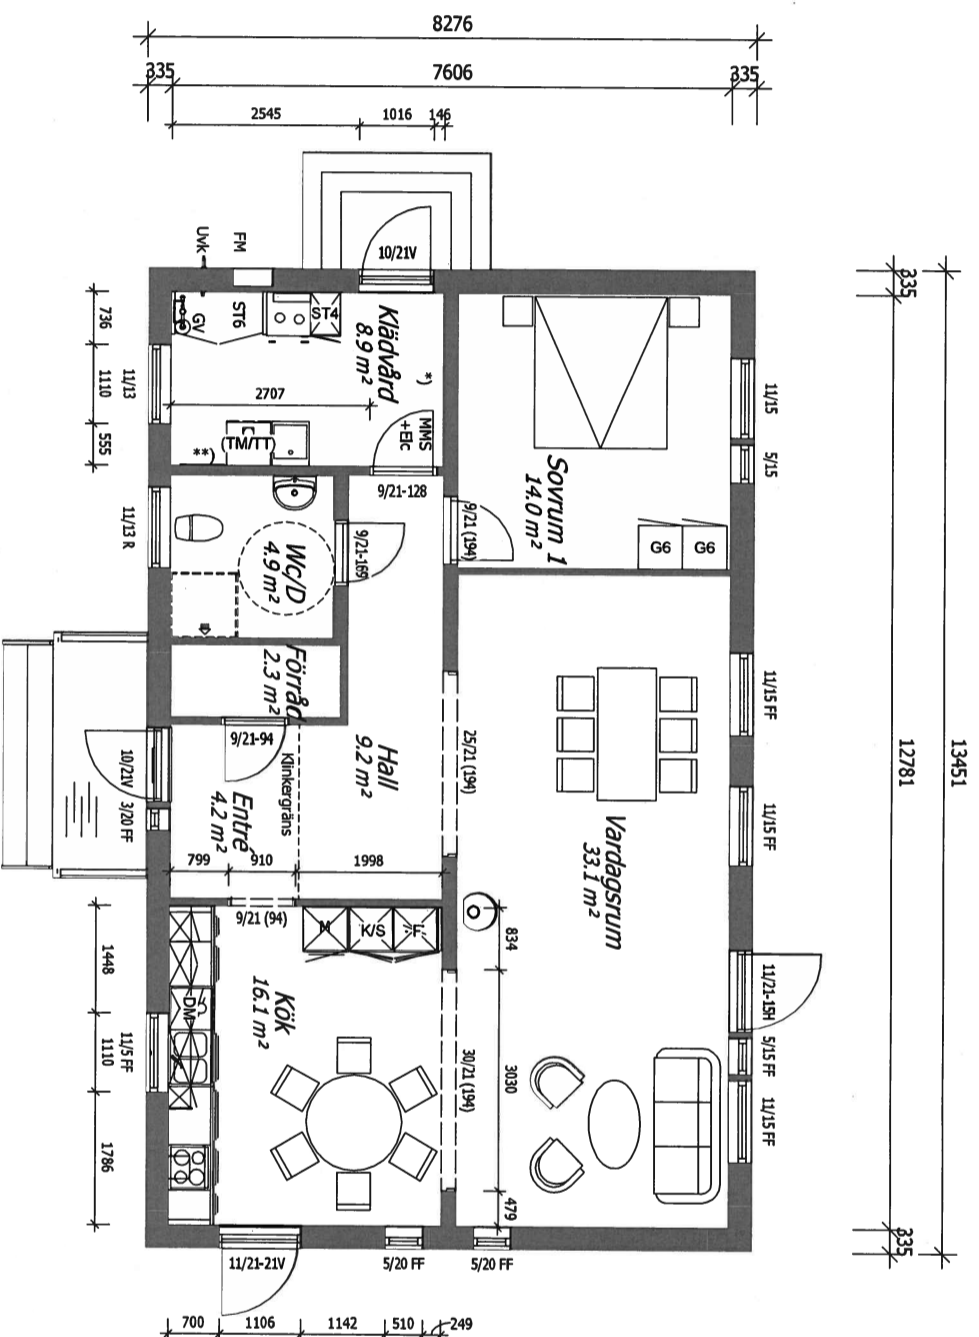 8276
335
7606
335
2545
1016
146
10/21V
Uvk
FM
335
736
1110
555
11/13
GV
ST6
ST4
Klädvård
8.9 m²
*)
2707
(TM/TT)
**)
MMS
+Elc
9/21-128
11/15
5/15
Sovrum 1
14.0 m²
G6
G6
9/21 (194)
11/13 R
Wc/D
4.9 m²
9/21-169
Förråd
2.3 m²
9/21-94
Klinkergräns
Hall
9.2 m²
25/21 (194)
11/15 FF
11/15 FF
12781
13451
10/21V
3/20 FF
Entré
4.2 m²
799
910
1998
Vardagsrum
33.1 m²
9/21 (94)
M
K/S
F
834
11/21-15H
5/15 FF
11/15 FF
1448
1110
1786
11/5 FF
DM
Kök
16.1 m²
30/21 (194)
3030
479
335
11/21-21V
5/20 FF
5/20 FF
700
1106
1142
510
249